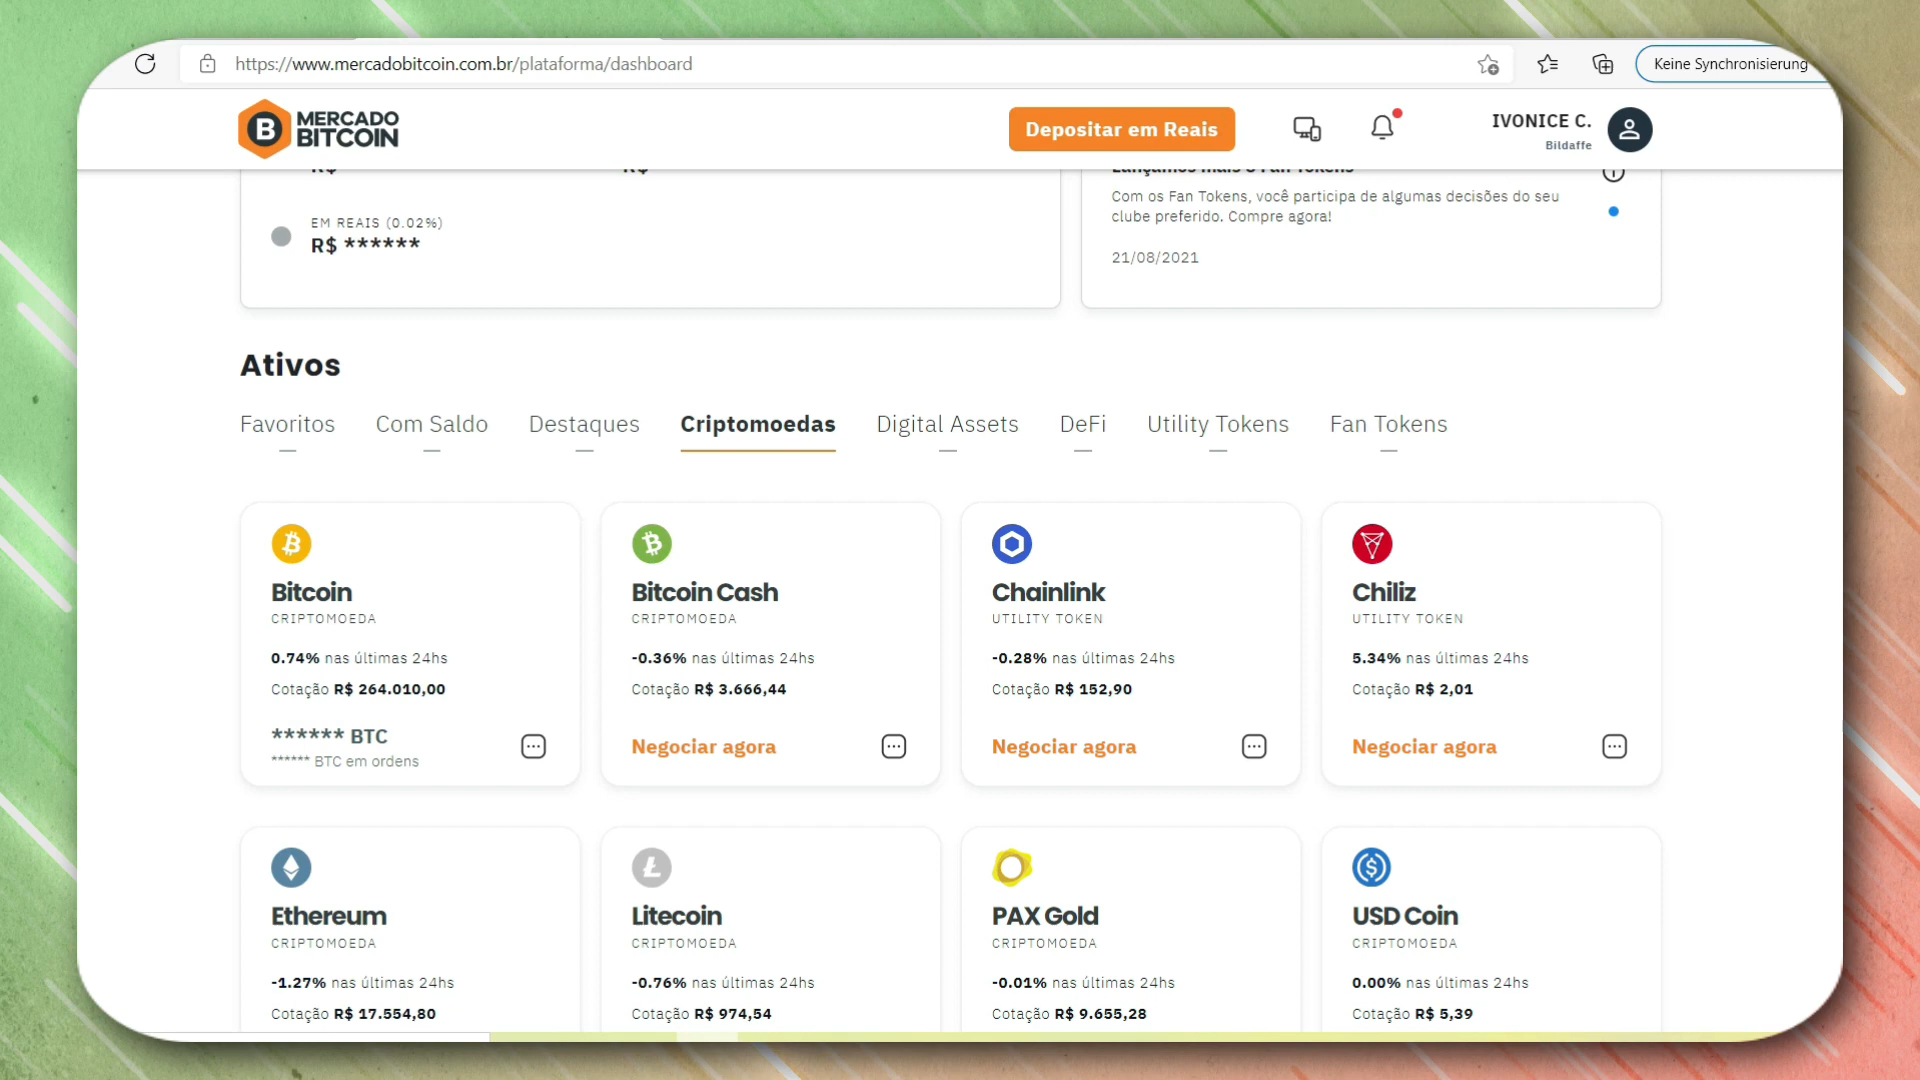 https://www.mercadobitcoin.com.br/plataforma/dashboard
Keine Synchronisierung
MERCADO
BITCOIN
Depositar em Reais
IVONICE C.
Bildaffe
Com os Fan Tokens, você participa de algumas decisões do seu
clube preferido. Compre agora!
21/08/2021
EM REAIS (0.02%)
R$ ******
Ativos
Favoritos Com Saldo Destaques Criptomoedas Digital Assets DeFi Utility Tokens Fan Tokens
Bitcoin
CRIPTOMOEDA
0.74% nas últimas 24hs
Cotação R$ 264.010,00
****** BTC
****** BTC em ordens
Bitcoin Cash
CRIPTOMOEDA
-0.36% nas últimas 24hs
Cotação R$ 3.666,44
Negociar agora
Chainlink
UTILITY TOKEN
-0.28% nas últimas 24hs
Cotação R$ 152,90
Negociar agora
Chiliz
UTILITY TOKEN
5.34% nas últimas 24hs
Cotação R$ 2,01
Negociar agora
Ethereum
CRIPTOMOEDA
-1.27% nas últimas 24hs
Cotação R$ 17.554,80
Litecoin
CRIPTOMOEDA
-0.76% nas últimas 24hs
Cotação R$ 974,54
PAX Gold
CRIPTOMOEDA
-0.01% nas últimas 24hs
Cotação R$ 9.655,28
USD Coin
CRIPTOMOEDA
0.00% nas últimas 24hs
Cotação R$ 5,39